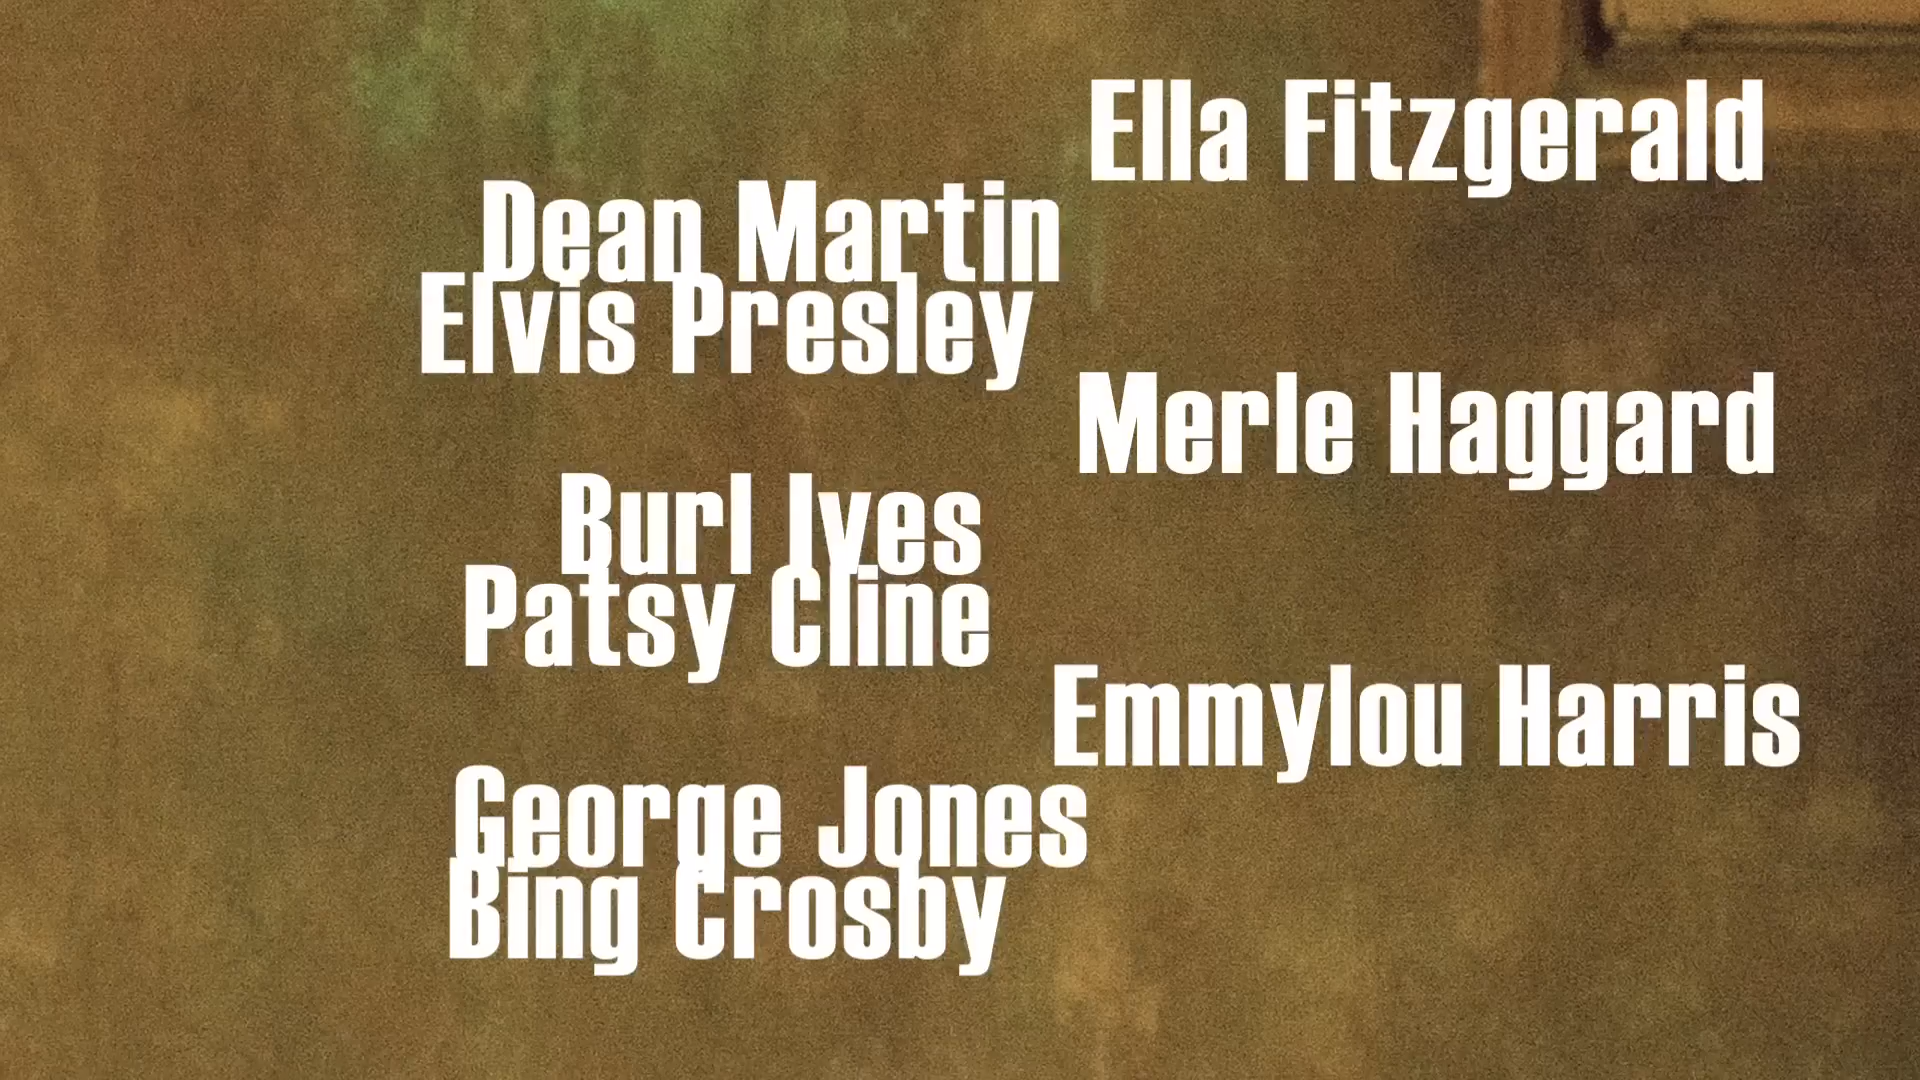 Ella Fitzgerald
Dean Martin
Elvis Presley
Merle Haggard
Burl Ives
Patsy Cline
Emmylou Harris
George Jones
Bing Crosby